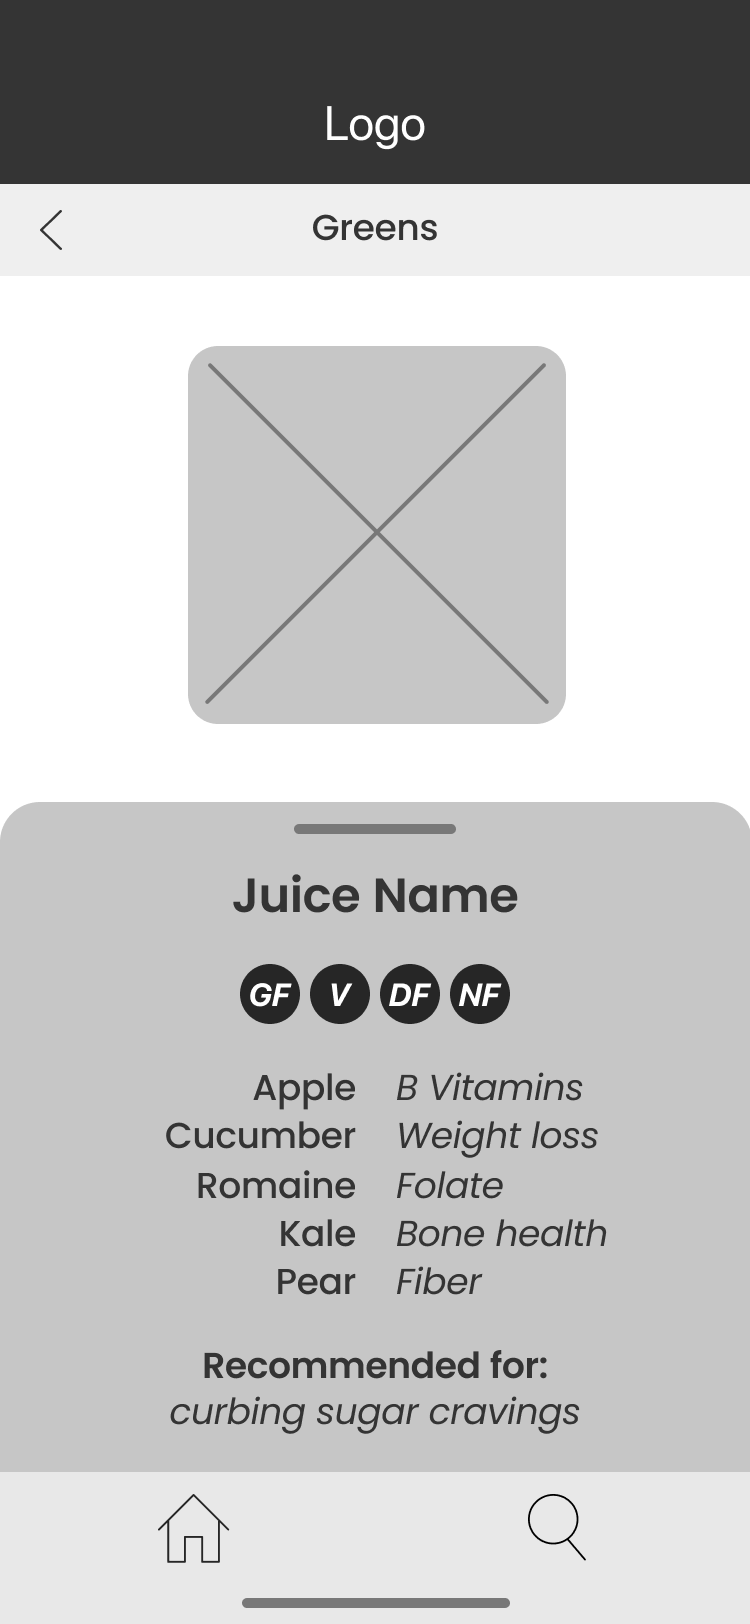 Logo
Greens
Juice Name
GF V DF NF
Apple B Vitamins
Cucumber Weight loss
Romaine Folate
Kale Bone health
Pear Fiber
Recommended for:
curbing sugar cravings